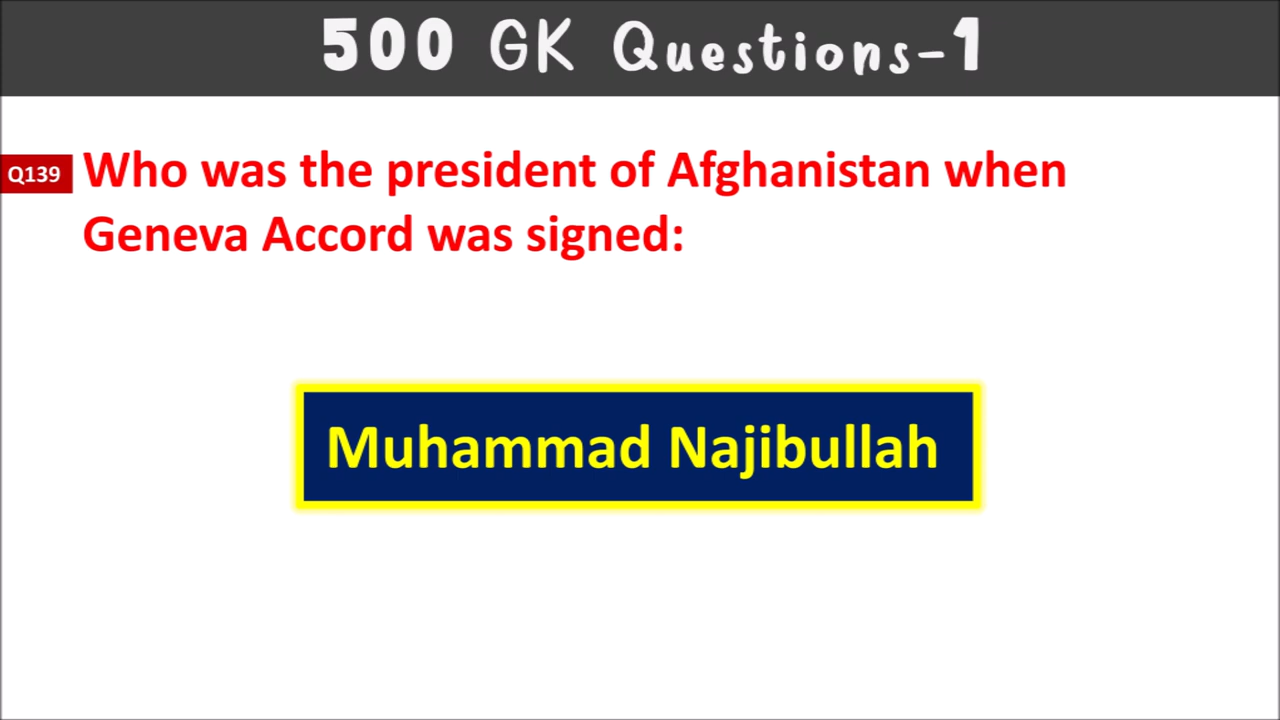 500 GK Questions-1
Q139 Who was the president of Afghanistan when
Geneva Accord was signed:
Muhammad Najibullah